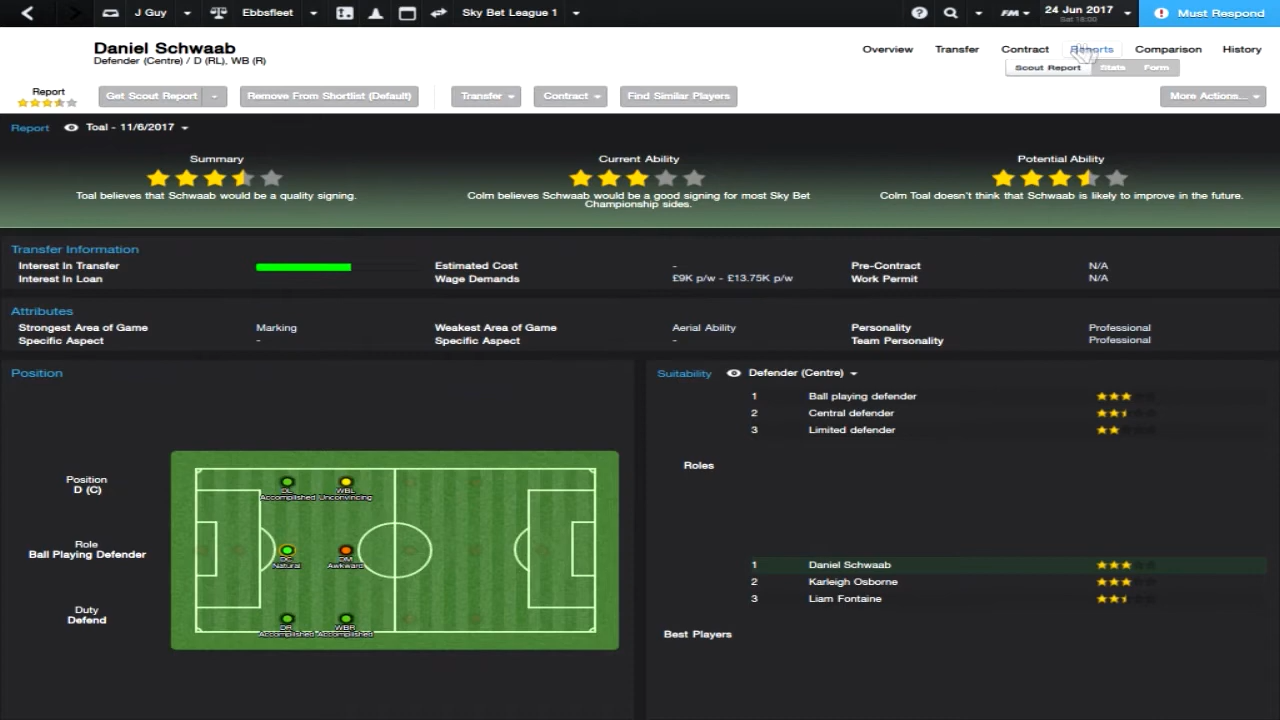 J Guy Ebbsfleet Sky Bet League 1 FM 24 Jun 2017 Must Respond
Sat 18:00
Daniel Schwaab
Defender (Centre) / D (RL), WB (R)
Overview Transfer Contract Reports Comparison History
Scout Report Stats Form
Report
Get Scout Report Remove From Shortlist (Default) Transfer Contract Find Similar Players More Actions...
Report Toal - 11/6/2017
Summary Current Ability Potential Ability
Toal believes that Schwaab would be a quality signing. Colm believes Schwaab would be a good signing for most Sky Bet Colm Toal doesn't think that Schwaab is likely to improve in the future.
Championship sides.
Transfer Information
Interest In Transfer Estimated Cost - Pre-Contract N/A
Interest In Loan Wage Demands £9K p/w - £13.75K p/w Work Permit N/A
Attributes
Strongest Area of Game Marking Weakest Area of Game Aerial Ability Personality Professional
Specific Aspect - Specific Aspect - Team Personality Professional
Position
Position
D (C)
Role
Ball Playing Defender
Duty
Defend
DL WBL
Accomplished Unconvincing
DC DM
Natural Awkward
DR WBR
Accomplished Accomplished
Suitability Defender (Centre)
1 Ball playing defender
2 Central defender
3 Limited defender
Roles
1 Daniel Schwaab
2 Karleigh Osborne
3 Liam Fontaine
Best Players